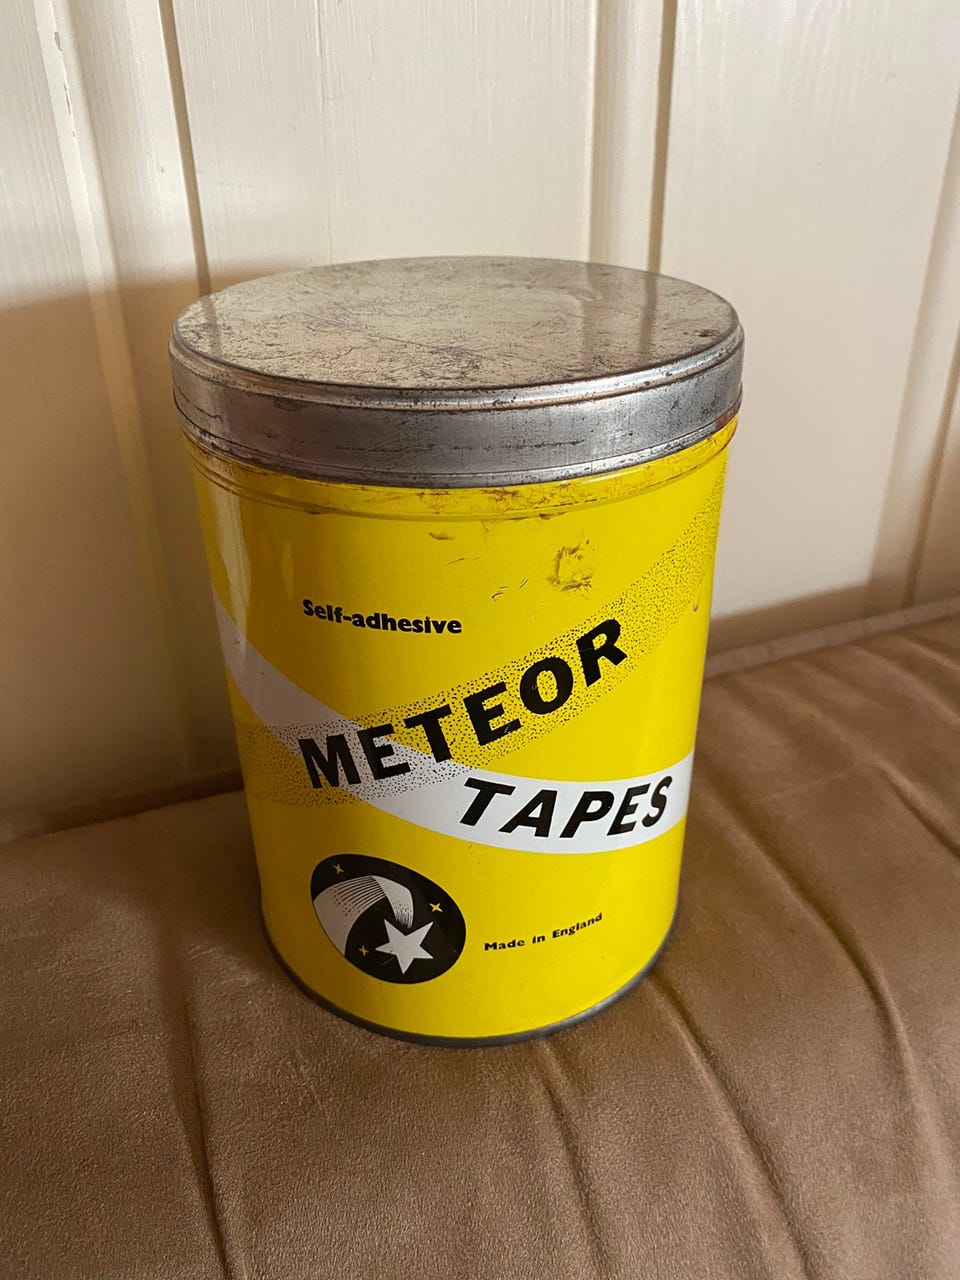 Self-adhesive
METEOR
TAPES
Made in England